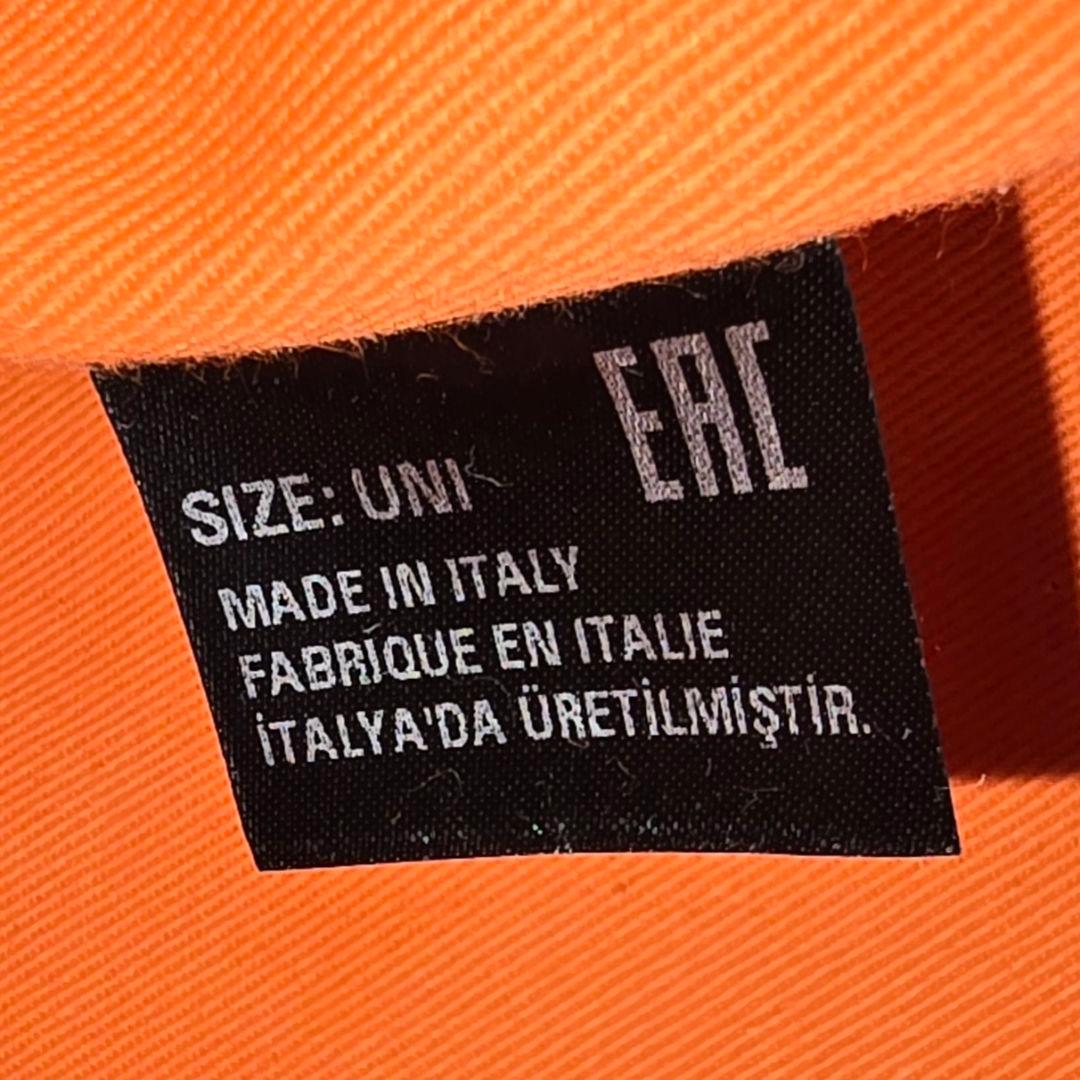 EAC
SIZE: UNI
MADE IN ITALY
FABRIQUE EN ITALIE
İTALYA'DA ÜRETİLMİŞTİR.